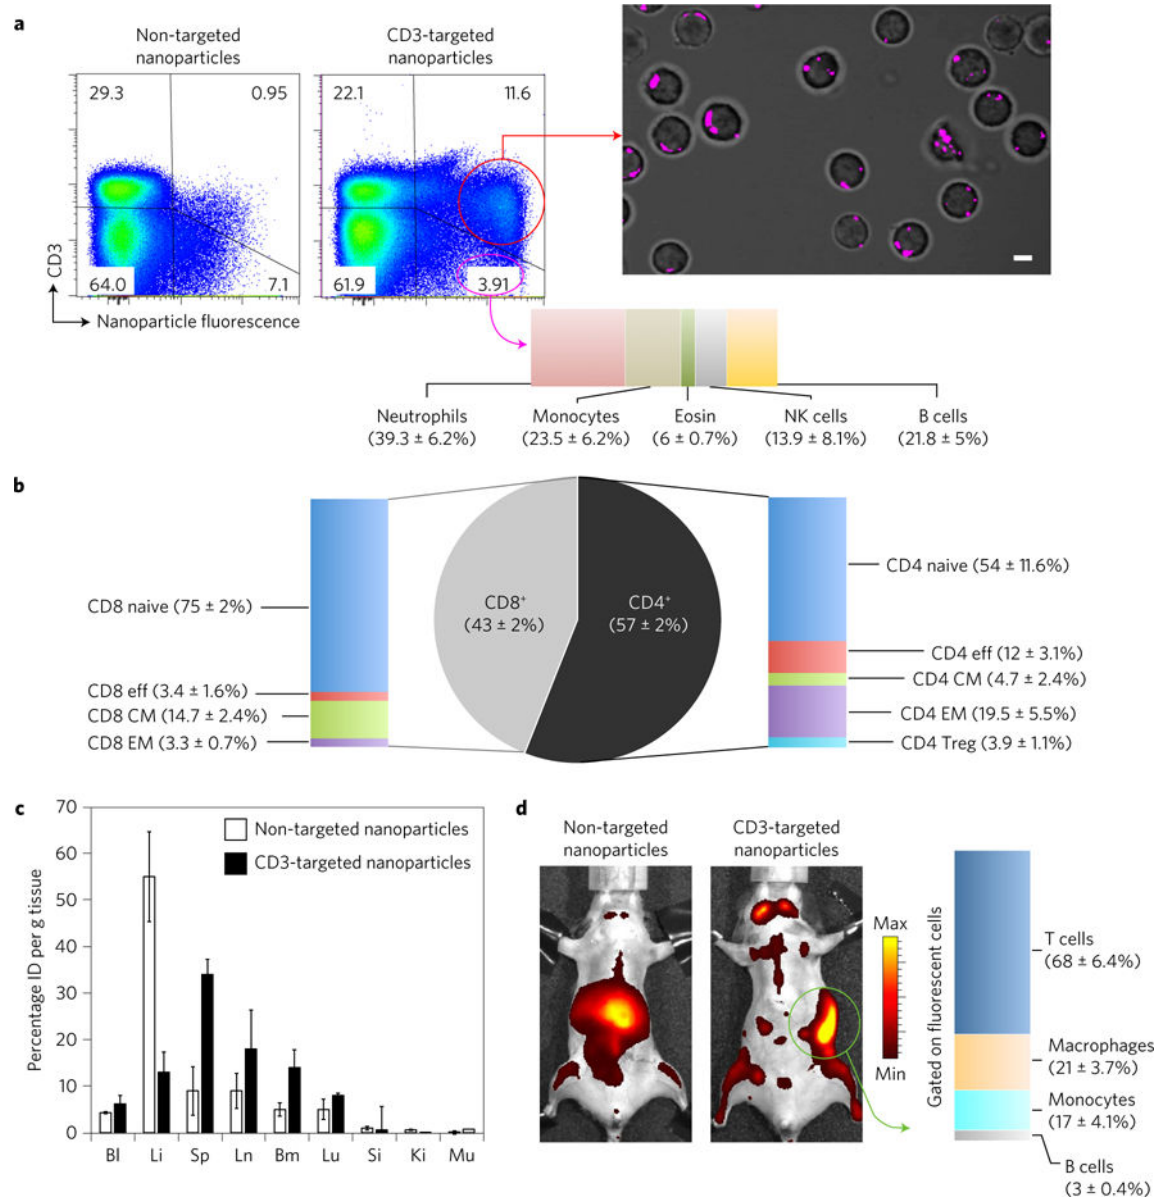 a
Non-targeted
nanoparticles
CD3-targeted
nanoparticles
29.3
0.95
22.1
11.6
64.0
7.1
61.9
3.91
CD3
Nanoparticle fluorescence
Neutrophils
(39.3 ± 6.2%)
Monocytes
(23.5 ± 6.2%)
Eosin
(6 ± 0.7%)
NK cells
(13.9 ± 8.1%)
B cells
(21.8 ± 5%)
b
CD8 naive (75 ± 2%)
CD8 eff (3.4 ± 1.6%)
CD8 CM (14.7 ± 2.4%)
CD8 EM (3.3 ± 0.7%)
CD8⁺
(43 ± 2%)
CD4⁺
(57 ± 2%)
CD4 naive (54 ± 11.6%)
CD4 eff (12 ± 3.1%)
CD4 CM (4.7 ± 2.4%)
CD4 EM (19.5 ± 5.5%)
CD4 Treg (3.9 ± 1.1%)
c
Percentage ID per g tissue
70
60
50
40
30
20
10
0
Non-targeted nanoparticles
CD3-targeted nanoparticles
Bl Li Sp Ln Bm Lu Si Ki Mu
d
Non-targeted
nanoparticles
CD3-targeted
nanoparticles
Max
Min
Gated on fluorescent cells
T cells
(68 ± 6.4%)
Macrophages
(21 ± 3.7%)
Monocytes
(17 ± 4.1%)
B cells
(3 ± 0.4%)